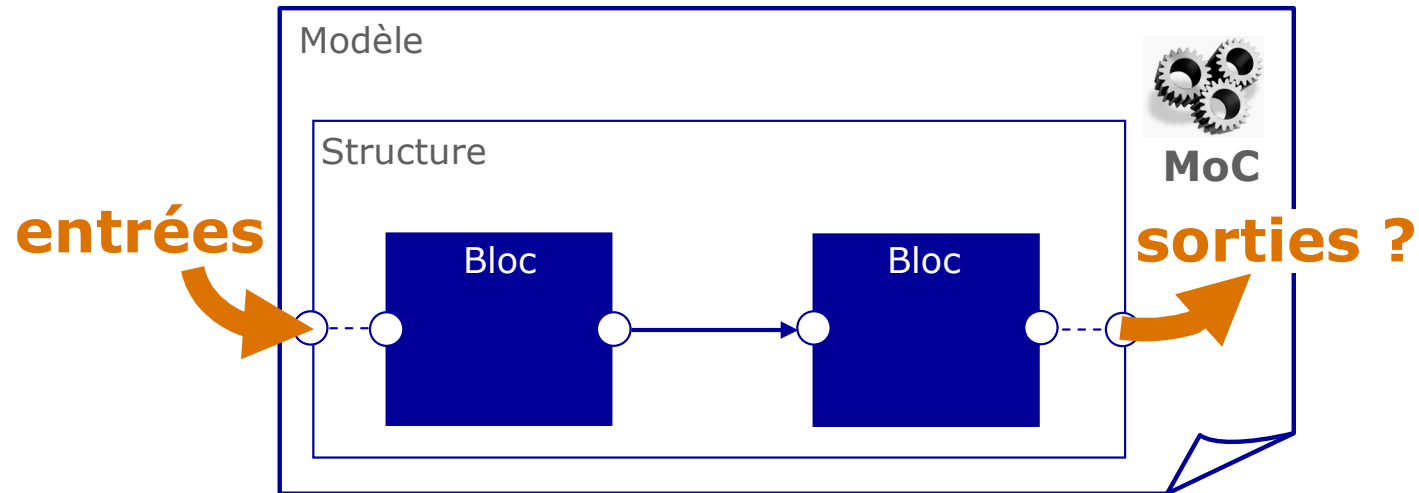 Modèle
MoC
Structure
entrées
Bloc
Bloc
sorties ?